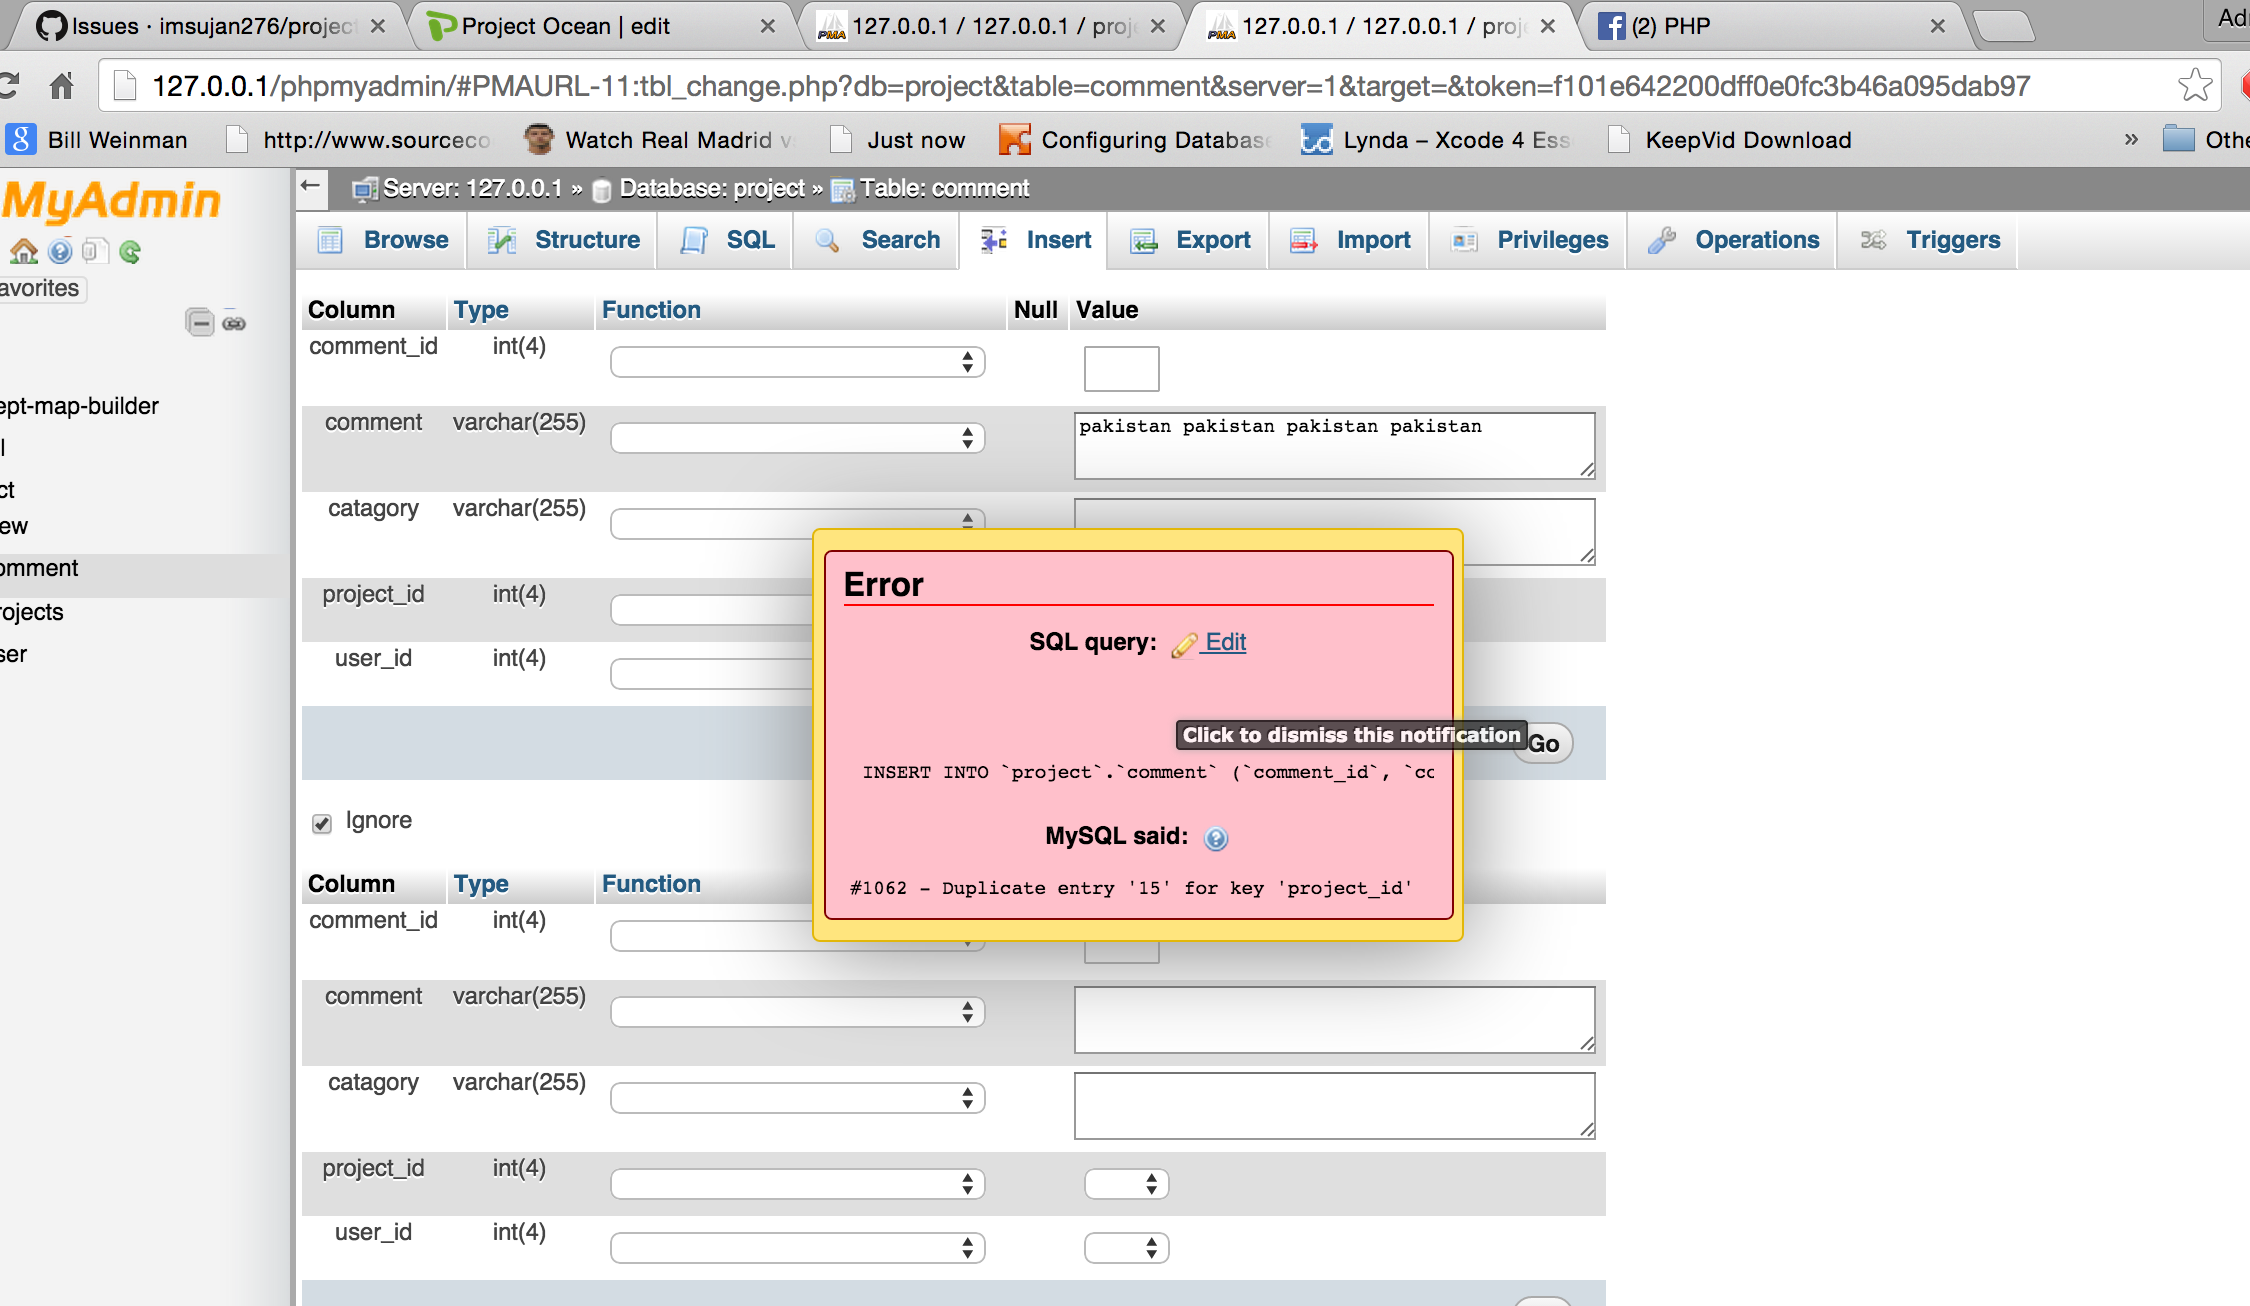 Issues · imsujan276/project
Project Ocean | edit
127.0.0.1 / 127.0.0.1 / proj
127.0.0.1 / 127.0.0.1 / proj
(2) PHP
127.0.0.1/phpmyadmin/#PMAURL-11:tbl_change.php?db=project&table=comment&server=1&target=&token=f101e642200dff0e0fc3b46a095dab97
Bill Weinman
http://www.sourceco
Watch Real Madrid v
Just now
Configuring Databas
Lynda – Xcode 4 Ess
KeepVid Download
»
Othe
MyAdmin
avorites
ept-map-builder
l
ct
ew
omment
rojects
ser
Server: 127.0.0.1 » Database: project » Table: comment
Browse Structure SQL Search Insert Export Import Privileges Operations Triggers
Column Type Function Null Value
comment_id int(4)
comment varchar(255) pakistan pakistan pakistan pakistan
catagory varchar(255)
project_id int(4)
user_id int(4)
Go
Error
SQL query: Edit
Click to dismiss this notification
INSERT INTO `project`.`comment` (`comment_id`, `co
MySQL said:
#1062 - Duplicate entry '15' for key 'project_id'
Ignore
Column Type Function
comment_id int(4)
comment varchar(255)
catagory varchar(255)
project_id int(4)
user_id int(4)